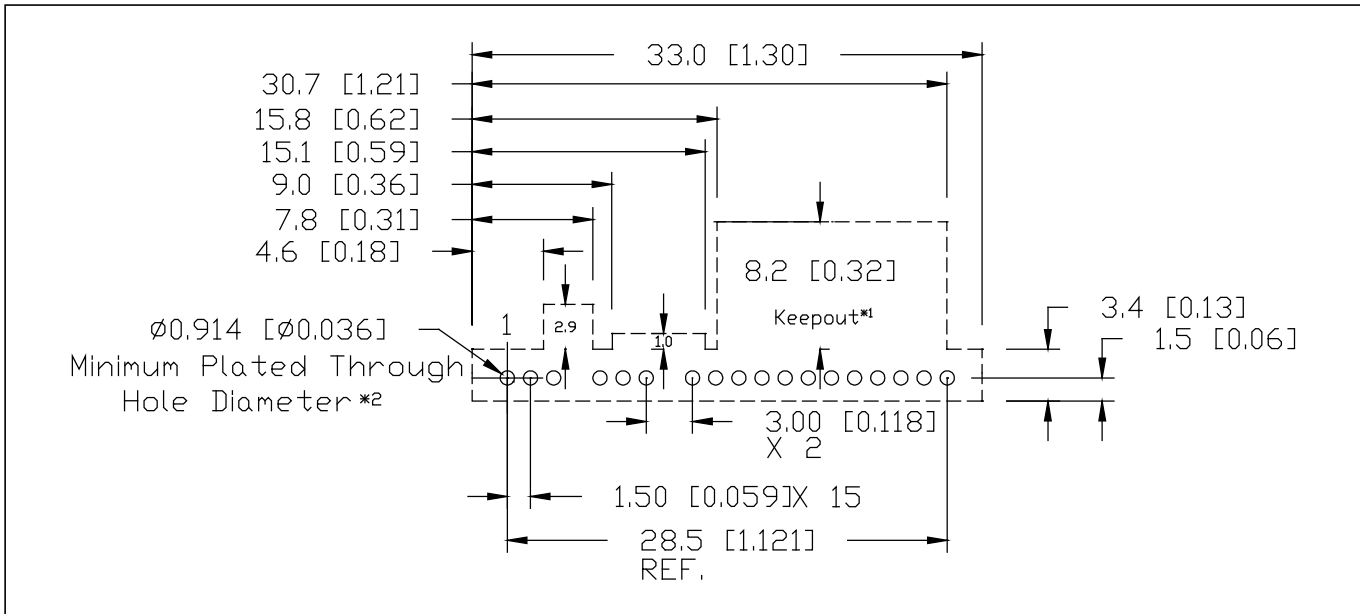 33.0 [1.30]
30.7 [1.21]
15.8 [0.62]
15.1 [0.59]
9.0 [0.36]
7.8 [0.31]
4.6 [0.18]
8.2 [0.32]
Keepout*1
2.9
1.0
1
3.4 [0.13]
1.5 [0.06]
Ø0.914 [Ø0.036]
Minimum Plated Through
Hole Diameter *2
3.00 [0.118]
X 2
1.50 [0.059]X 15
28.5 [1.121]
REF.